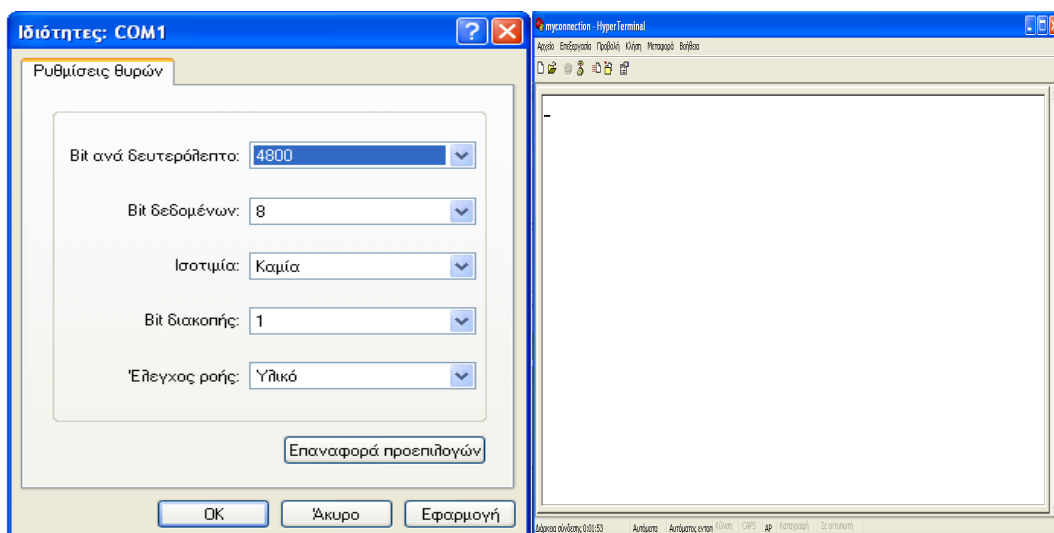 Ιδιότητες: COM1
Ρυθμίσεις θυρών
Bit ανά δευτερόλεπτο: 4800
Bit δεδομένων: 8
Ισοτιμία: Καμία
Bit διακοπής: 1
Έλεγχος ροής: Υλικό
Επαναφορά προεπιλογών
OK Άκυρο Εφαρμογή
myconnection - HyperTerminal
Αρχείο Επεξεργασία Προβολή Κλήση Μεταφορά Βοήθεια
Διάρκεια σύνδεσης 0:01:53 Αυτόματα Αυτόματος εντοπ Κύλιση CAPS ΑΡ Καταγραφή Σε εκτυπωτή